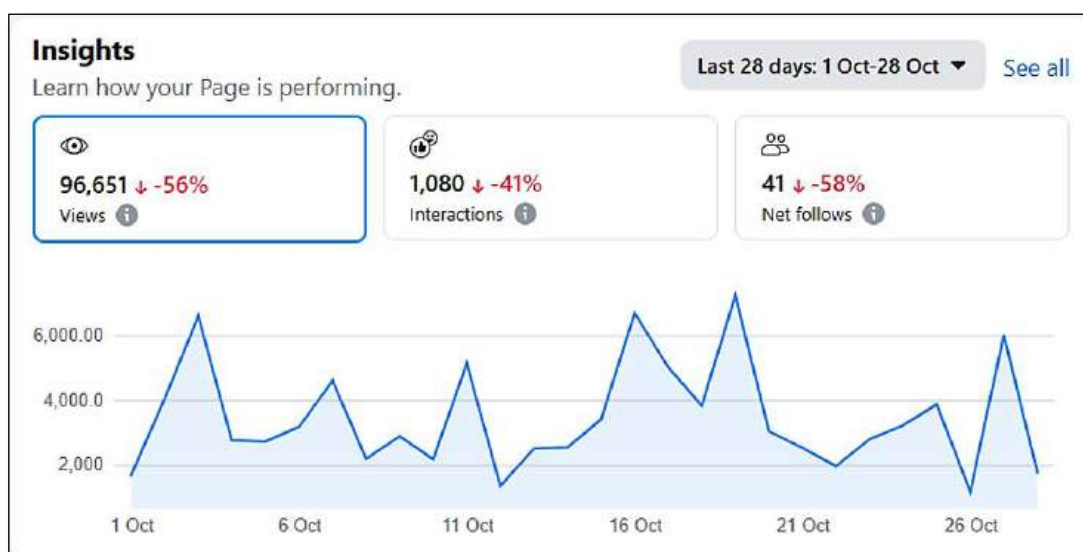 Insights
Learn how your Page is performing.
Last 28 days: 1 Oct-28 Oct
See all
96,651 ↓ -56%
Views
1,080 ↓ -41%
Interactions
41 ↓ -58%
Net follows
6,000.00
4,000.0
2,000
1 Oct 6 Oct 11 Oct 16 Oct 21 Oct 26 Oct